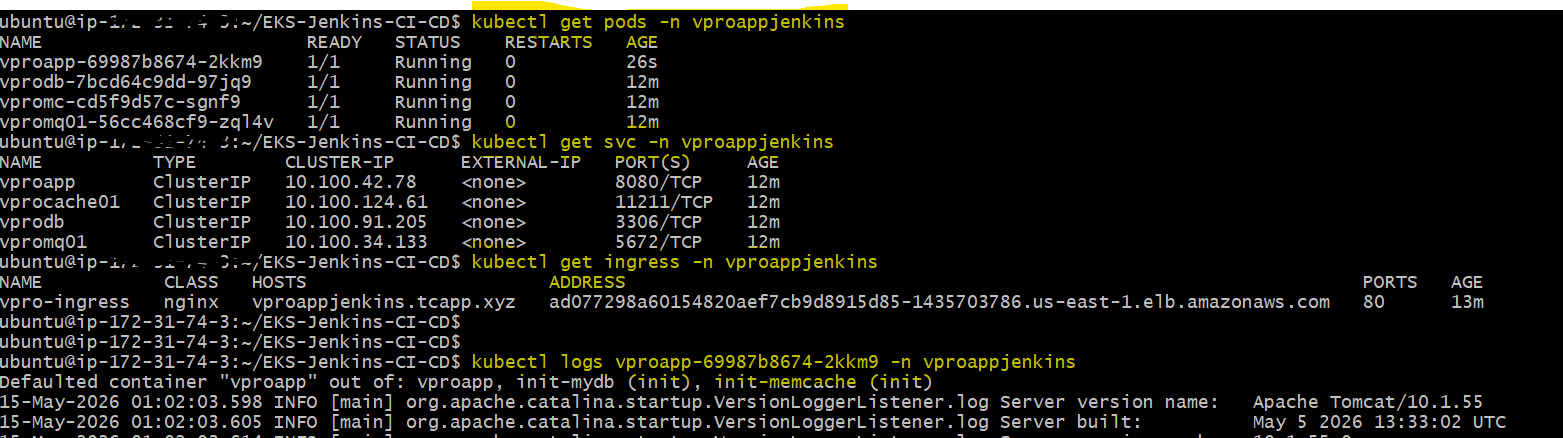 ubuntu@ip-172-31-74-3:~/EKS-Jenkins-CI-CD$ kubectl get pods -n vproappjenkins
NAME READY STATUS RESTARTS AGE
vproapp-69987b8674-2kkm9 1/1 Running 0 26s
vprodb-7bcd64c9dd-97jq9 1/1 Running 0 12m
vpromc-cd5f9d57c-sgnf9 1/1 Running 0 12m
vpromq01-56cc468cf9-zql4v 1/1 Running 0 12m
:~/EKS-Jenkins-CI-CD$ kubectl get svc -n vproappjenkins
NAME TYPE CLUSTER-IP EXTERNAL-IP PORT(S) AGE
vproapp ClusterIP 10.100.42.78 <none> 8080/TCP 12m
vprocache01 ClusterIP 10.100.124.61 <none> 11211/TCP 12m
vprodb ClusterIP 10.100.91.205 <none> 3306/TCP 12m
vpromq01 ClusterIP 10.100.34.133 <none> 5672/TCP 12m
:~/EKS-Jenkins-CI-CD$ kubectl get ingress -n vproappjenkins
NAME CLASS HOSTS ADDRESS PORTS AGE
vpro-ingress nginx vproappjenkins.tcapp.xyz ad077298a60154820aef7cb9d8915d85-1435703786.us-east-1.elb.amazonaws.com 80 13m
ubuntu@ip-172-31-74-3:~/EKS-Jenkins-CI-CD$
ubuntu@ip-172-31-74-3:~/EKS-Jenkins-CI-CD$
ubuntu@ip-172-31-74-3:~/EKS-Jenkins-CI-CD$ kubectl logs vproapp-69987b8674-2kkm9 -n vproappjenkins
Defaulted container "vproapp" out of: vproapp, init-mydb (init), init-memcache (init)
15-May-2026 01:02:03.598 INFO [main] org.apache.catalina.startup.VersionLoggerListener.log Server version name: Apache Tomcat/10.1.55
15-May-2026 01:02:03.605 INFO [main] org.apache.catalina.startup.VersionLoggerListener.log Server built: May 5 2026 13:33:02 UTC